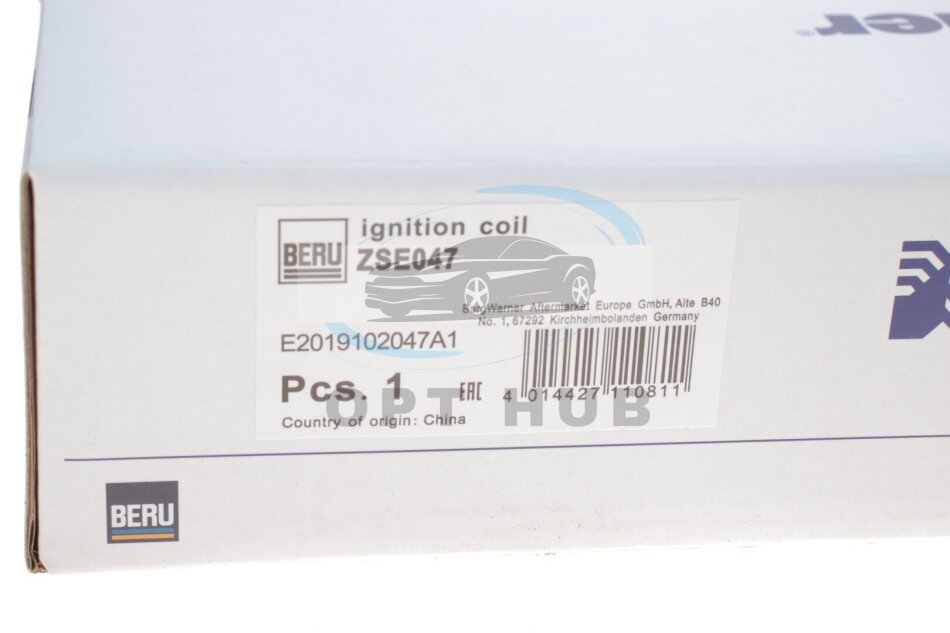 BERU
ignition coil
ZSE047
BorgWarner Aftermarket Europe GmbH, Alte B40
No. 1, 67292 Kirchheimbolanden Germany
E2019102047A1
Pcs. 1
EAC
4 014427 110811
Country of origin: China
OPT HUB
BERU